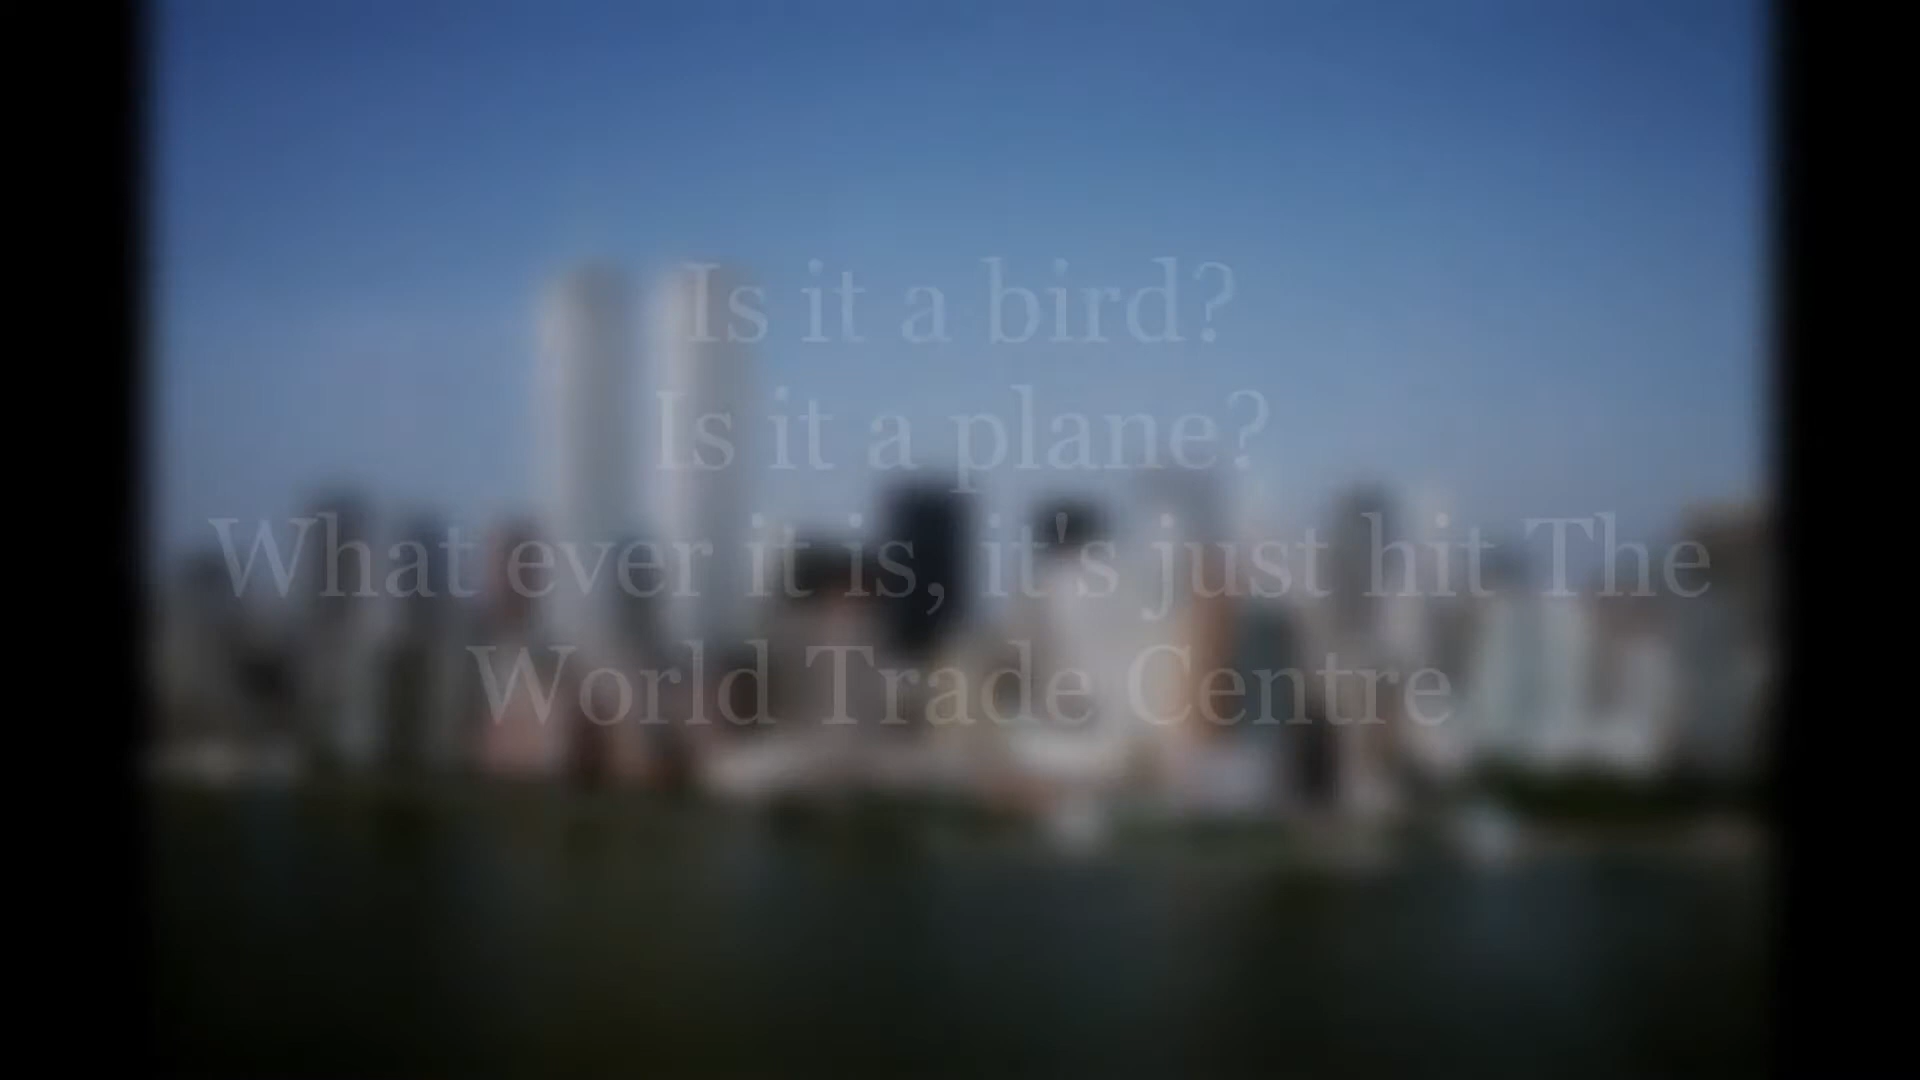 Is it a bird?
Is it a plane?
What ever it is, it's just hit The
World Trade Centre